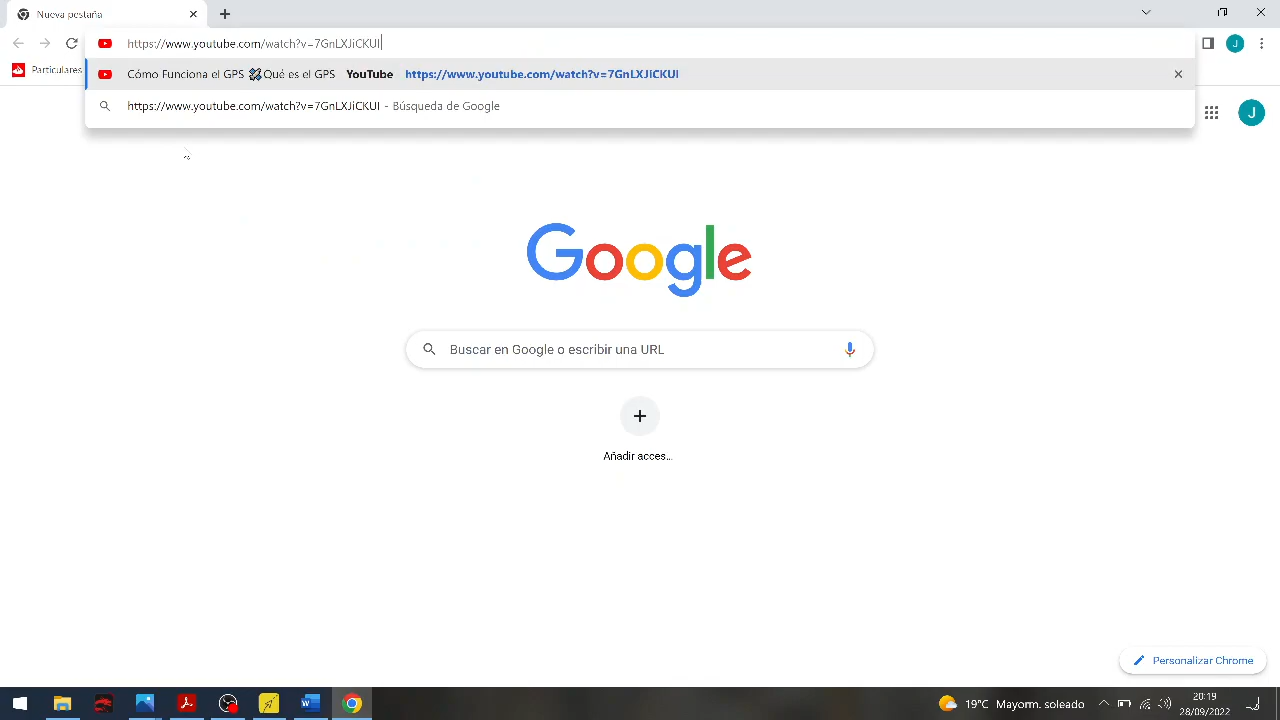 Nueva pestaña
https://www.youtube.com/watch?v=7GnLXJiCKUI
Particulares
Cómo Funciona el GPS 🛰️Qué es el GPS YouTube https://www.youtube.com/watch?v=7GnLXJiCKUI
https://www.youtube.com/watch?v=7GnLXJiCKUI - Búsqueda de Google
J
J
Google
Buscar en Google o escribir una URL
Añadir acces...
Personalizar Chrome
19°C Mayorm. soleado
20:19
28/09/2022